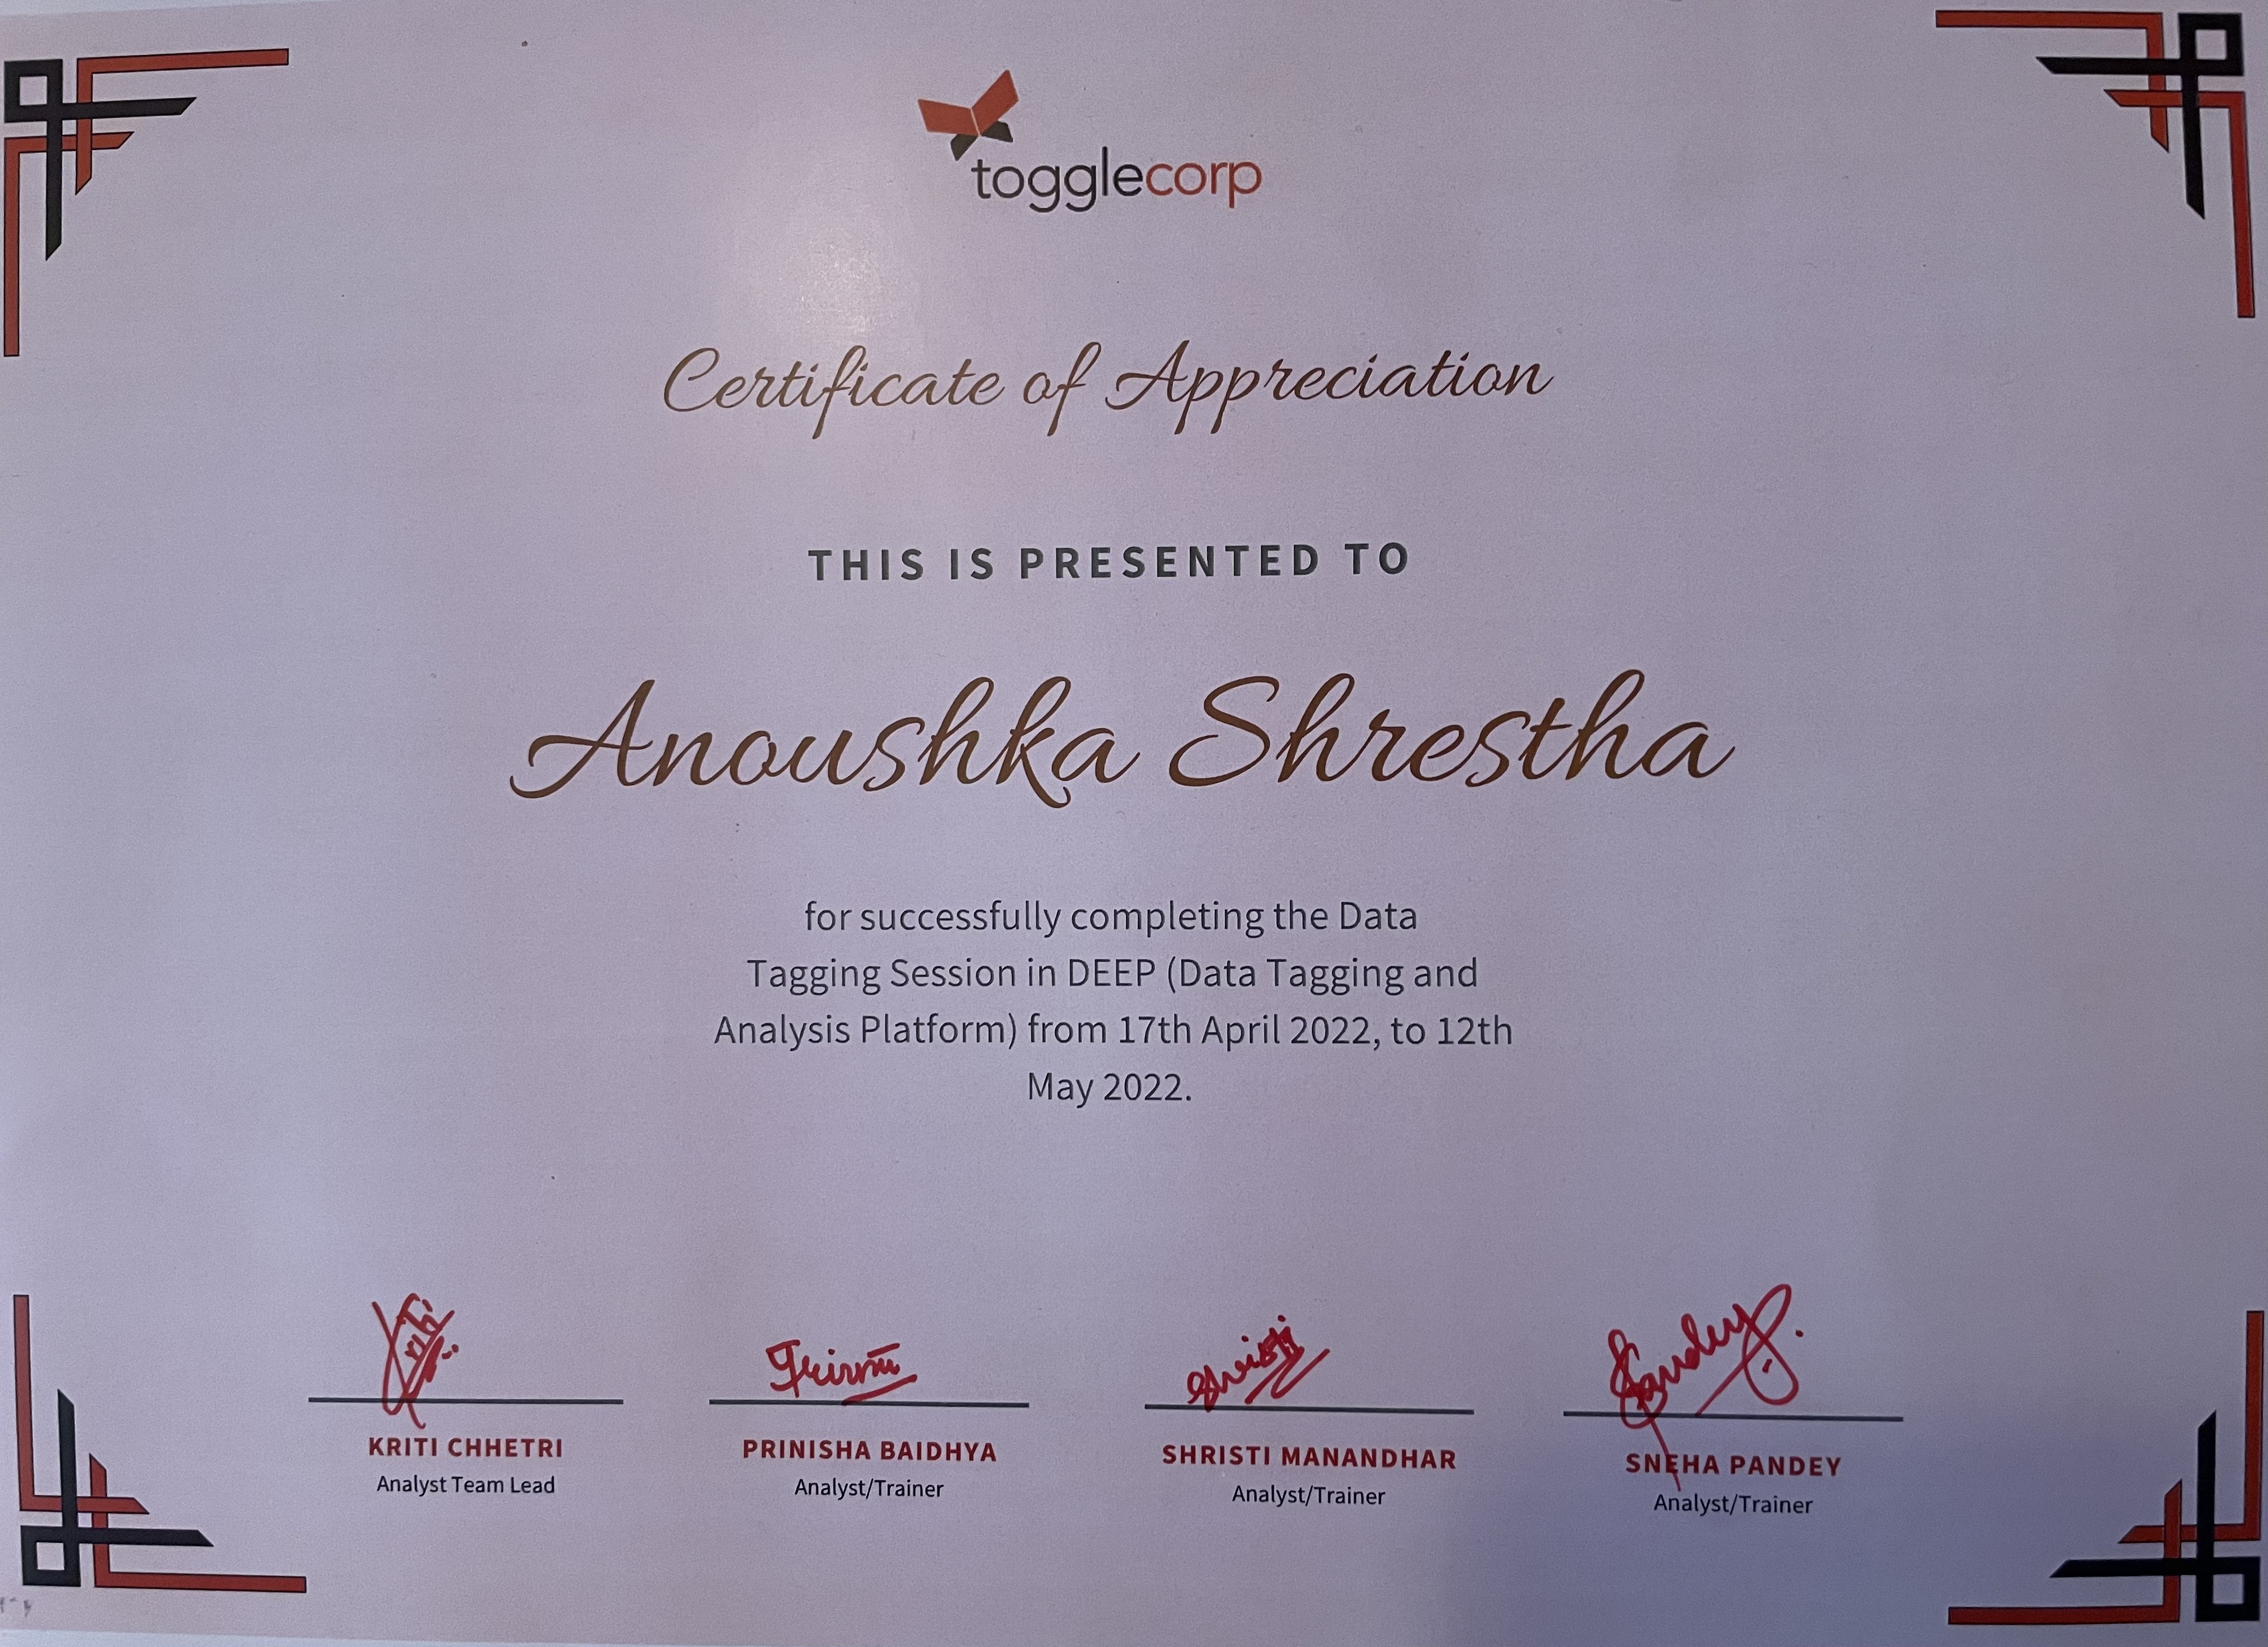 togglecorp
Certificate of Appreciation
THIS IS PRESENTED TO
Anoushka Shrestha
for successfully completing the Data
Tagging Session in DEEP (Data Tagging and
Analysis Platform) from 17th April 2022, to 12th
May 2022.
KRITI CHHETRI
Analyst Team Lead
PRINISHA BAIDHYA
Analyst/Trainer
SHRISTI MANANDHAR
Analyst/Trainer
SNEHA PANDEY
Analyst/Trainer